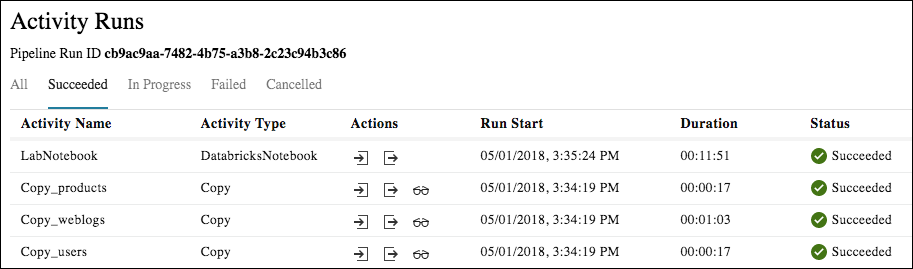 Activity Runs
Pipeline Run ID cb9ac9aa-7482-4b75-a3b8-2c23c94b3c86
All Succeeded In Progress Failed Cancelled
Activity Name Activity Type Actions Run Start Duration Status
LabNotebook DatabricksNotebook 05/01/2018, 3:35:24 PM 00:11:51 Succeeded
Copy_products Copy 05/01/2018, 3:34:19 PM 00:00:17 Succeeded
Copy_weblogs Copy 05/01/2018, 3:34:19 PM 00:01:03 Succeeded
Copy_users Copy 05/01/2018, 3:34:19 PM 00:00:17 Succeeded